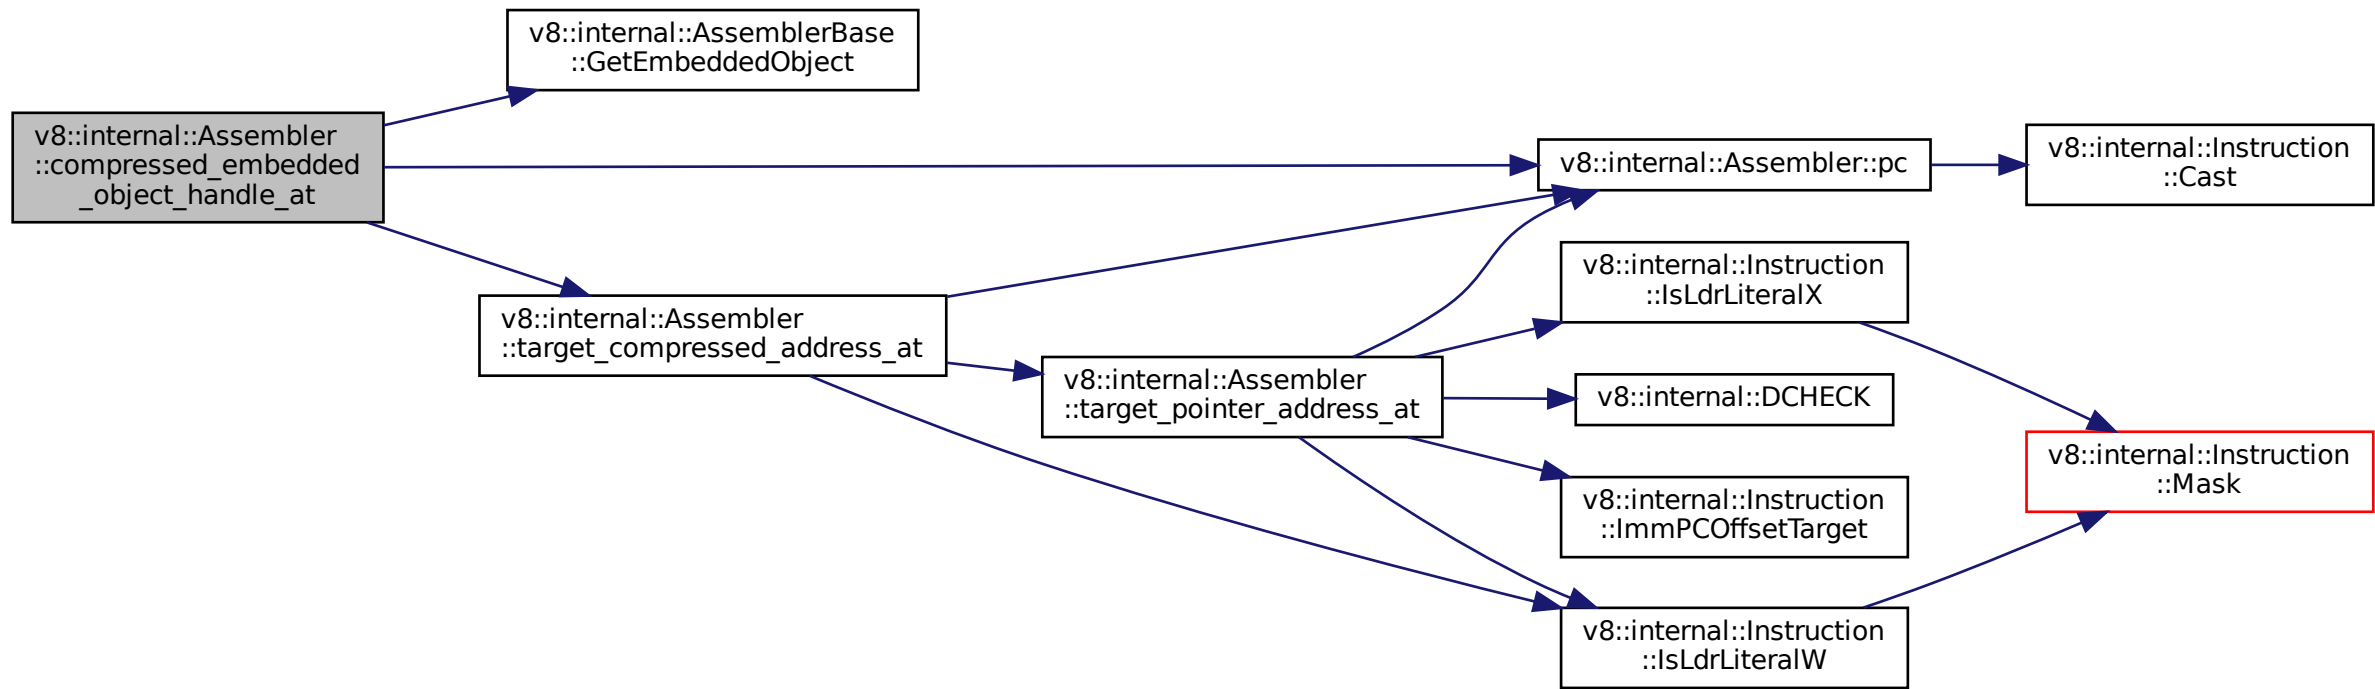 v8::internal::AssemblerBase
::GetEmbeddedObject
v8::internal::Assembler
::compressed_embedded
_object_handle_at
v8::internal::Assembler::pc
v8::internal::Instruction
::Cast
v8::internal::Instruction
::IsLdrLiteralX
v8::internal::Assembler
::target_compressed_address_at
v8::internal::Assembler
::target_pointer_address_at
v8::internal::DCHECK
v8::internal::Instruction
::Mask
v8::internal::Instruction
::ImmPCOffsetTarget
v8::internal::Instruction
::IsLdrLiteralW